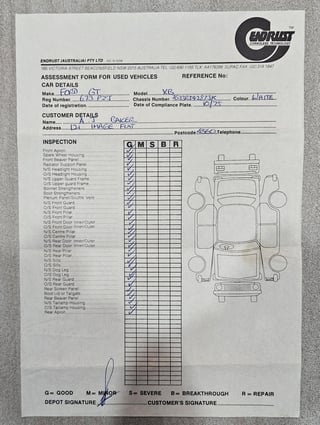 ENDRUST
CORROSION TECHNOLOGY
ENDRUST (AUSTRALIA) PTY LTD
ASSESSMENT FORM FOR USED VEHICLES REFERENCE No:
CAR DETAILS
Make FORD GT Model XB
Reg Number Chassis Number Colour WHITE
Date of registration Date of Compliance Plate 10/75
CUSTOMER DETAILS
Name A J BAKER
Address IMAGE FLAT
Postcode 4560 Telephone
INSPECTION G M S B R
Front Apron
Spare Wheel Housing
Front Beaver Panel
Radiator Support Panel
N/S Headlight Housing
O/S Headlight Housing
N/S Upper Guard Frame
O/S Upper guard Frame
Bonnet Strengtheners
Boot Strengtheners
Plenum Panel/Scuttle Vent
N/S Front Guard
O/S Front Guard
N/S Front Pillar
O/S Front Pillar
N/S Front Door Inner/Outer
O/S Front Door Inner/Outer
N/S Centre Pillar
O/S Centre Pillar
N/S Rear Door Inner/Outer
O/S Rear Door Inner/Outer
N/S Rear Pillar
O/S Rear Pillar
N/S Sills
O/S Sills
N/S Dog Leg
O/S Dog Leg
N/S Rear Guard
O/S Rear Guard
Rear Screen Panel
Boot Lid or Tailgate
Rear Beaver Panel
N/S Taillamp Housing
O/S Taillamp Housing
Rear Apron
G = GOOD M = MINOR S = SEVERE B = BREAKTHROUGH R = REPAIR
DEPOT SIGNATURE CUSTOMER'S SIGNATURE